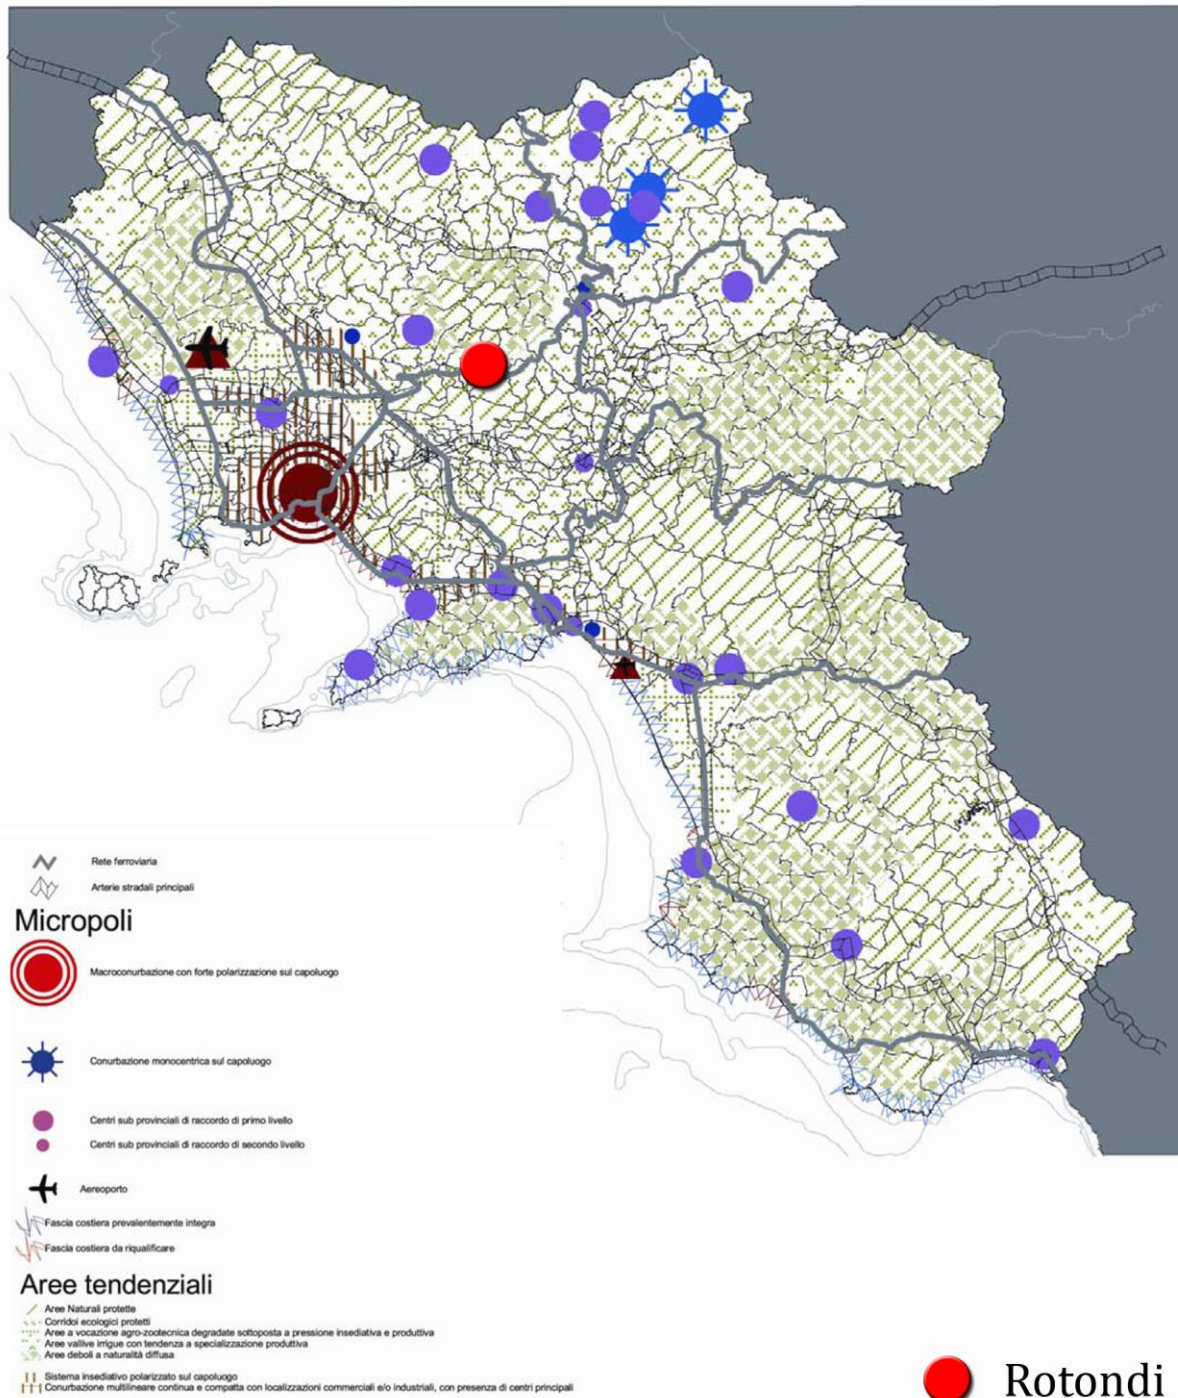 Rete ferroviaria
Arterie stradali principali
Micropoli
Macroconurbazione con forte polarizzazione sul capoluogo
Conurbazione monocentrica sul capoluogo
Centri sub provinciali di raccordo di primo livello
Centri sub provinciali di raccordo di secondo livello
Aereoporto
Fascia costiera prevalentemente integra
Fascia costiera da riqualificare
Aree tendenziali
Aree Naturali protette
Corridoi ecologici protetti
Aree a vocazione agro-zootecnica degradate sottoposta a pressione insediativa e produttiva
Aree vallive irrigue con tendenza a specializzazione produttiva
Aree deboli a naturalità diffusa
Sistema insediativo polarizzato sul capoluogo
Conurbazione multilineare continua e compatta con localizzazioni commerciali e/o industriali, con presenza di centri principali
Rotondi